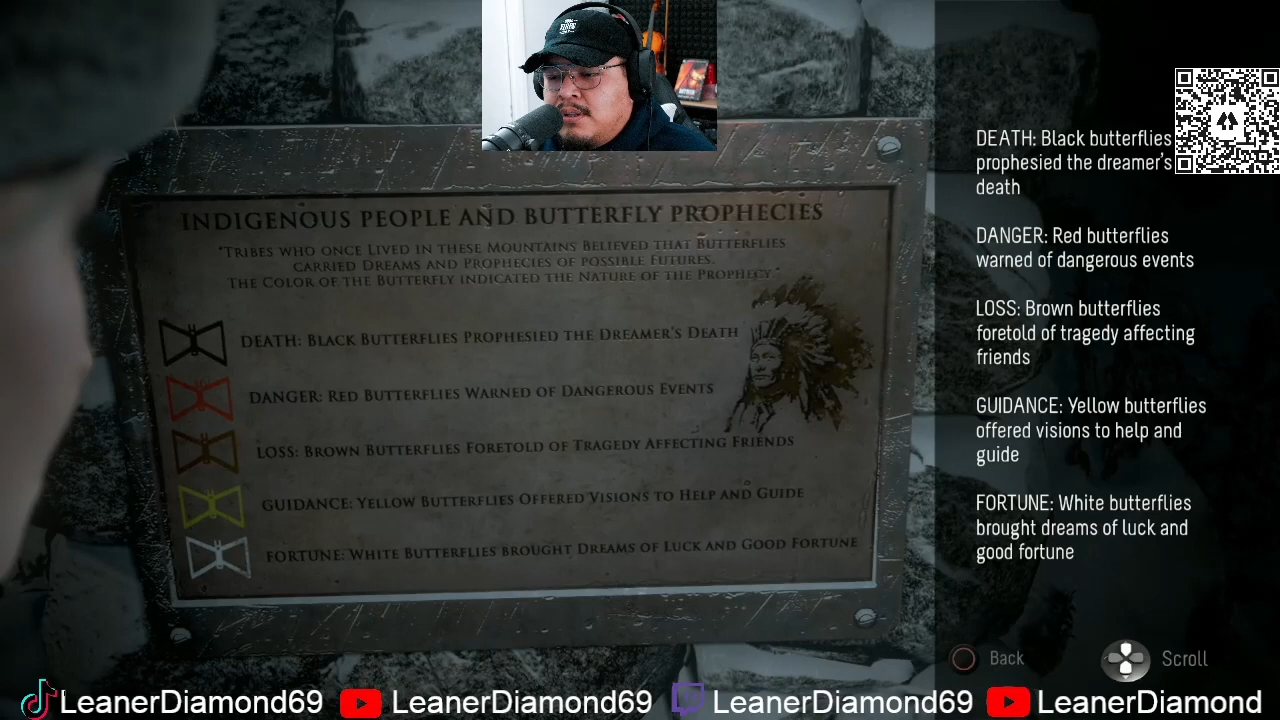 INDIGENOUS PEOPLE AND BUTTERFLY PROPHECIES
"TRIBES WHO ONCE LIVED IN THESE MOUNTAINS BELIEVED THAT BUTTERFLIES
CARRIED DREAMS AND PROPHECIES OF POSSIBLE FUTURES.
THE COLOR OF THE BUTTERFLY INDICATED THE NATURE OF THE PROPHECY."
DEATH: BLACK BUTTERFLIES PROPHESIED THE DREAMER'S DEATH
DANGER: RED BUTTERFLIES WARNED OF DANGEROUS EVENTS
LOSS: BROWN BUTTERFLIES FORETOLD OF TRAGEDY AFFECTING FRIENDS
GUIDANCE: YELLOW BUTTERFLIES OFFERED VISIONS TO HELP AND GUIDE
FORTUNE: WHITE BUTTERFLIES BROUGHT DREAMS OF LUCK AND GOOD FORTUNE
DEATH: Black butterflies
prophesied the dreamer's
death
DANGER: Red butterflies
warned of dangerous events
LOSS: Brown butterflies
foretold of tragedy affecting
friends
GUIDANCE: Yellow butterflies
offered visions to help and
guide
FORTUNE: White butterflies
brought dreams of luck and
good fortune
Back
Scroll
LeanerDiamond69
LeanerDiamond69
LeanerDiamond69
LeanerDiamond